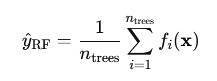 ŷ_RF = 1/n_trees ∑_{i=1}^{n_trees} f_i(𝐱)